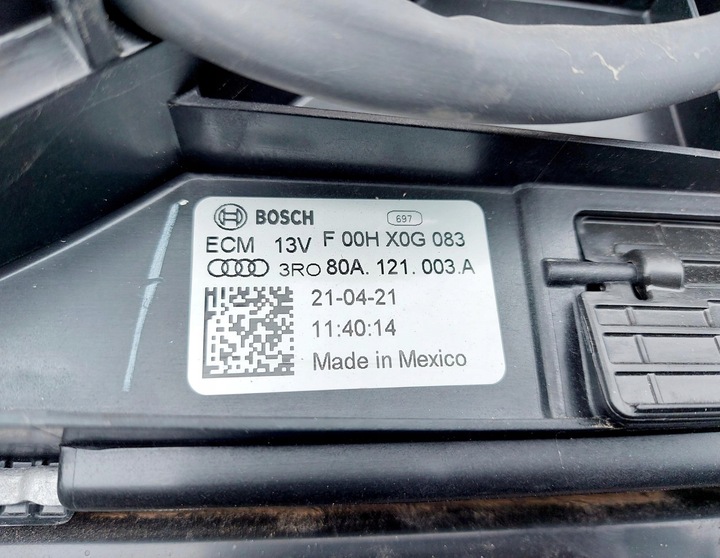 BOSCH 697
ECM 13V F 00H X0G 083
3RO 80A. 121. 003.A
21-04-21
11:40:14
Made in Mexico